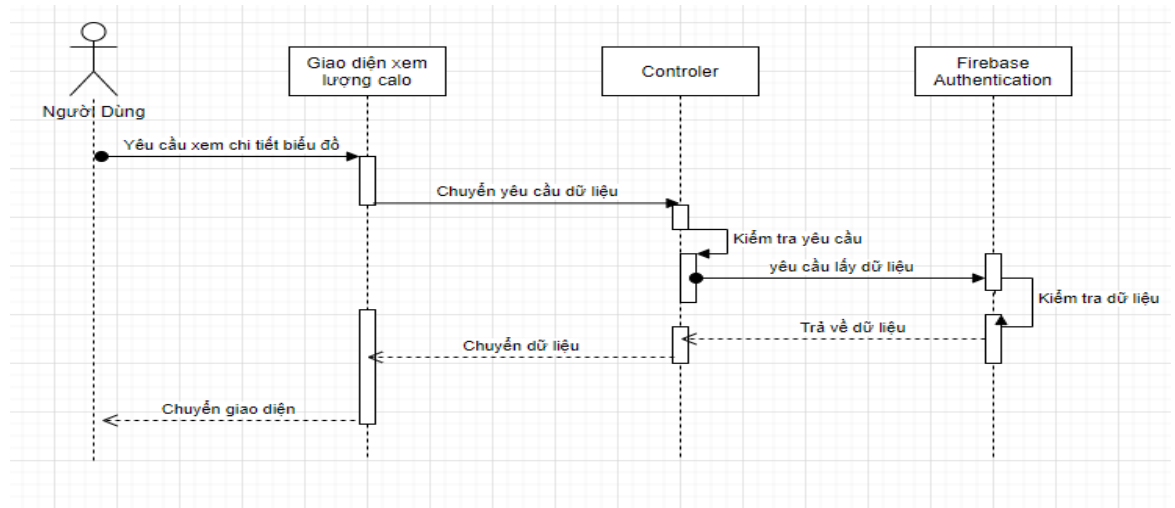 Giao diện xem
lượng calo
Controler
Firebase
Authentication
Người Dùng
Yêu cầu xem chi tiết biểu đồ
Chuyển yêu cầu dữ liệu
Kiểm tra yêu cầu
yêu cầu lấy dữ liệu
Kiểm tra dữ liệu
Trả về dữ liệu
Chuyển dữ liệu
Chuyển giao diện